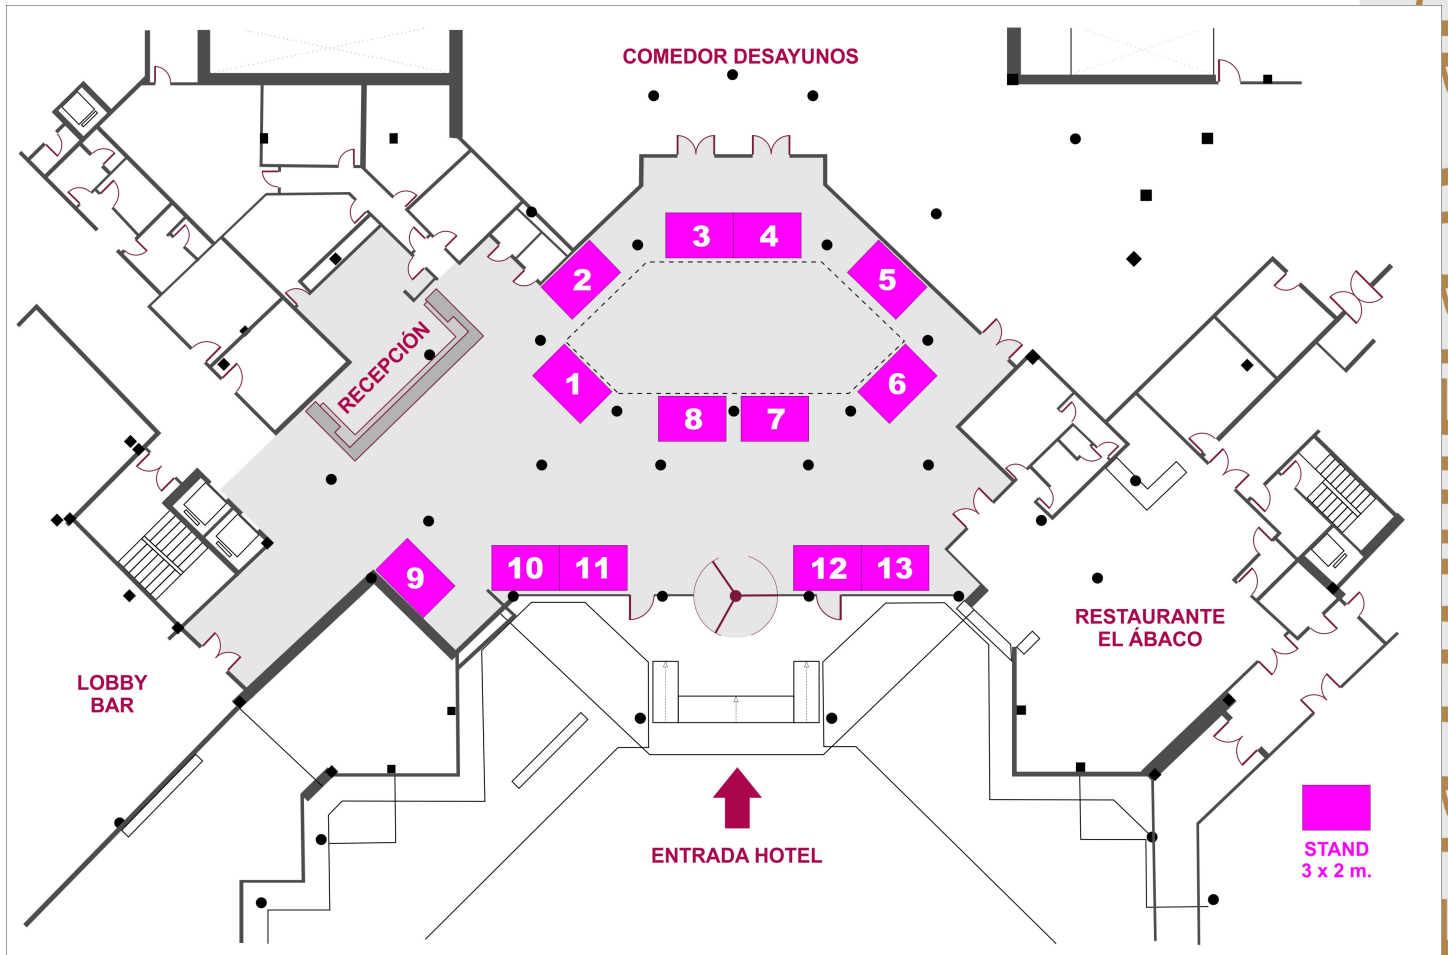 COMEDOR DESAYUNOS
3
4
2
5
RECEPCIÓN
1
6
8
7
9
10
11
12
13
RESTAURANTE
EL ÁBACO
LOBBY
BAR
ENTRADA HOTEL
STAND
3 x 2 m.